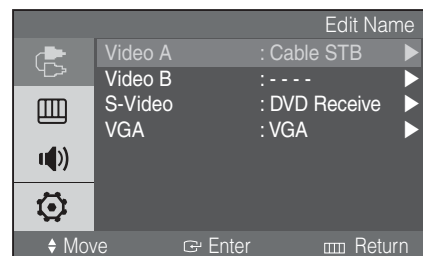 Edit Name
Video A : Cable STB
Video B : - - - -
S-Video : DVD Receive
VGA : VGA
Move Enter Return